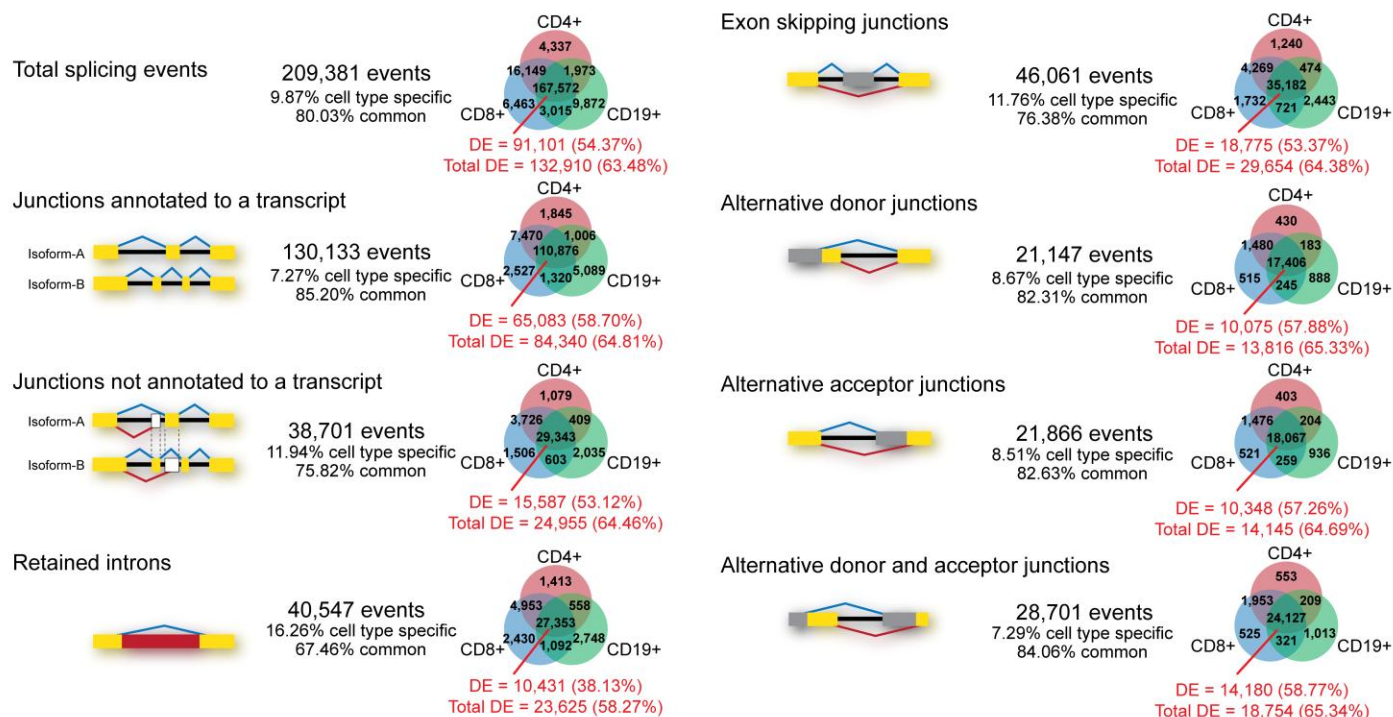 Total splicing events
209,381 events
9.87% cell type specific
80.03% common
CD4+
4,337
16,149 1,973
167,572
6,463 9,872
3,015
CD8+ CD19+
DE = 91,101 (54.37%)
Total DE = 132,910 (63.48%)
Junctions annotated to a transcript
Isoform-A
Isoform-B
130,133 events
7.27% cell type specific
85.20% common
CD4+
1,845
7,470 1,006
110,876
2,527 5,089
1,320
CD8+ CD19+
DE = 65,083 (58.70%)
Total DE = 84,340 (64.81%)
Junctions not annotated to a transcript
Isoform-A
Isoform-B
38,701 events
11.94% cell type specific
75.82% common
CD4+
1,079
3,726 409
29,343
1,506 2,035
603
CD8+ CD19+
DE = 15,587 (53.12%)
Total DE = 24,955 (64.46%)
Retained introns
40,547 events
16.26% cell type specific
67.46% common
CD4+
1,413
4,953 558
27,353
2,430 2,748
1,092
CD8+ CD19+
DE = 10,431 (38.13%)
Total DE = 23,625 (58.27%)
Exon skipping junctions
46,061 events
11.76% cell type specific
76.38% common
CD4+
1,240
4,269 474
35,182
1,732 2,443
721
CD8+ CD19+
DE = 18,775 (53.37%)
Total DE = 29,654 (64.38%)
Alternative donor junctions
21,147 events
8.67% cell type specific
82.31% common
CD4+
430
1,480 183
17,406
515 888
245
CD8+ CD19+
DE = 10,075 (57.88%)
Total DE = 13,816 (65.33%)
Alternative acceptor junctions
21,866 events
8.51% cell type specific
82.63% common
CD4+
403
1,476 204
18,067
521 936
259
CD8+ CD19+
DE = 10,348 (57.26%)
Total DE = 14,145 (64.69%)
Alternative donor and acceptor junctions
28,701 events
7.29% cell type specific
84.06% common
CD4+
553
1,953 209
24,127
525 1,013
321
CD8+ CD19+
DE = 14,180 (58.77%)
Total DE = 18,754 (65.34%)